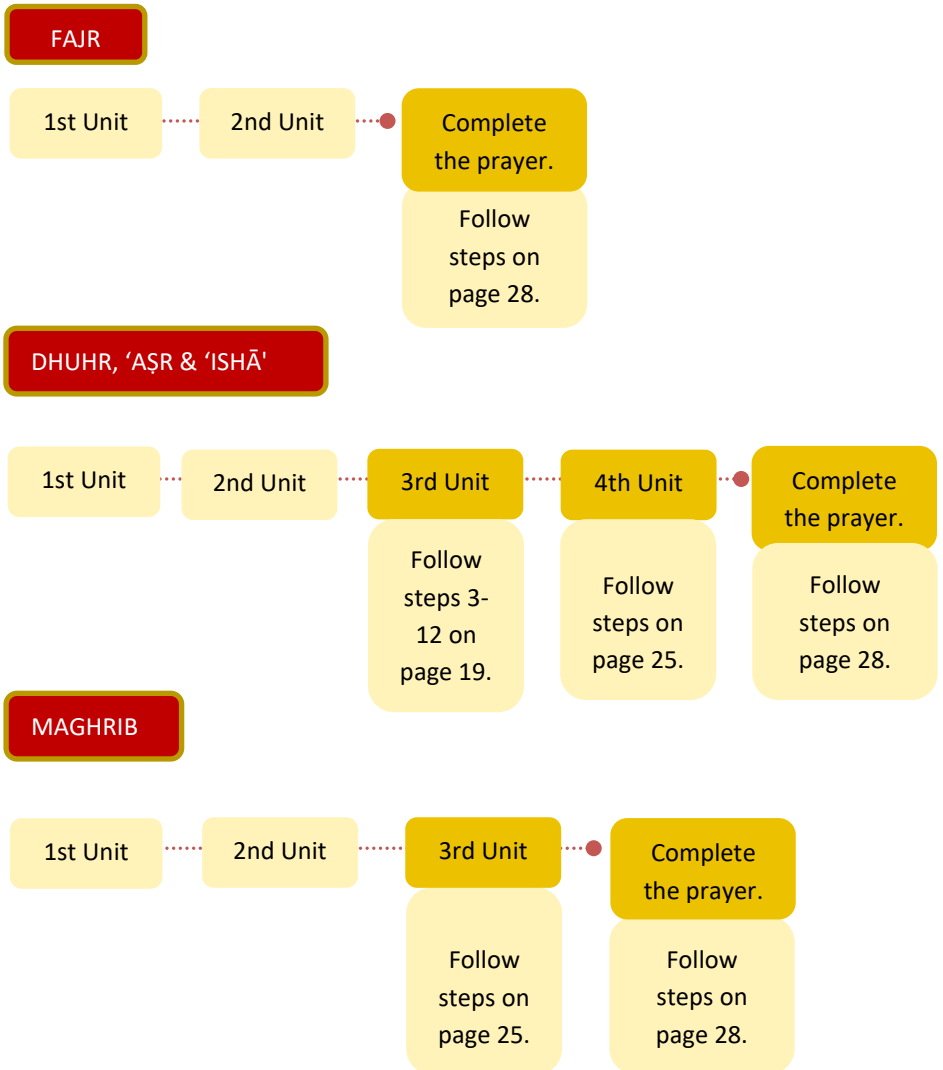 FAJR
1st Unit
2nd Unit
Complete
the prayer.
Follow
steps on
page 28.
DHUHR, ‘AṢR & ‘ISHĀ'
1st Unit
2nd Unit
3rd Unit
4th Unit
Complete
the prayer.
Follow
steps 3-
12 on
page 19.
Follow
steps on
page 25.
Follow
steps on
page 28.
MAGHRIB
1st Unit
2nd Unit
3rd Unit
Complete
the prayer.
Follow
steps on
page 25.
Follow
steps on
page 28.